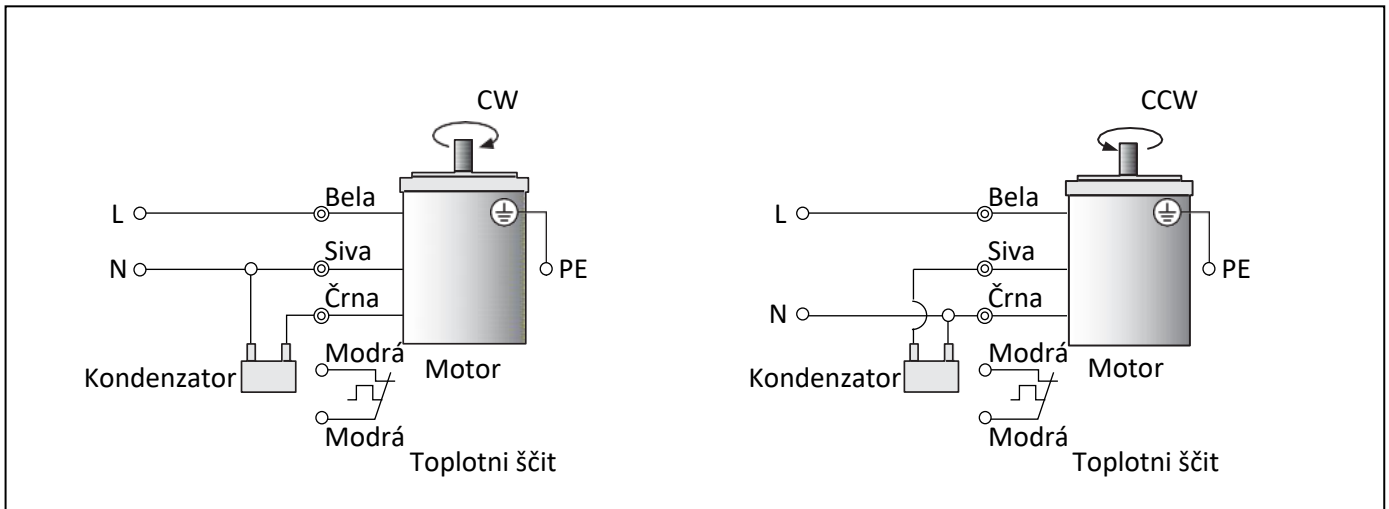 CW
Bela
L
Siva
N
PE
Črna
Modrá
Kondenzator
Motor
Modrá
Toplotni ščit
CCW
Bela
L
Siva
PE
Črna
N
Modrá
Kondenzator
Motor
Modrá
Toplotni ščit